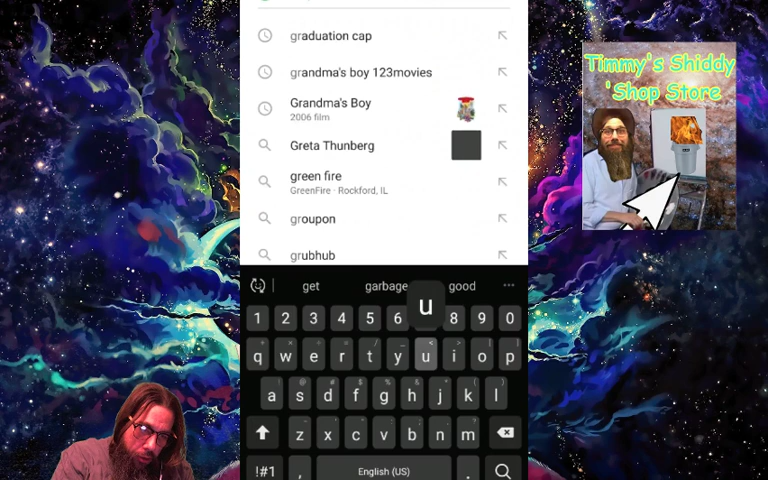 graduation cap
grandma's boy 123movies
Grandma's Boy
2006 film
Greta Thunberg
green fire
GreenFire · Rockford, IL
groupon
grubhub
Timmy's Shiddy
'Shop Store
get garbage good ...
u
1 2 3 4 5 6 8 9 0
q w e r t y u i o p
a s d f g h j k l
z x c v b n m
!#1 , English (US) .